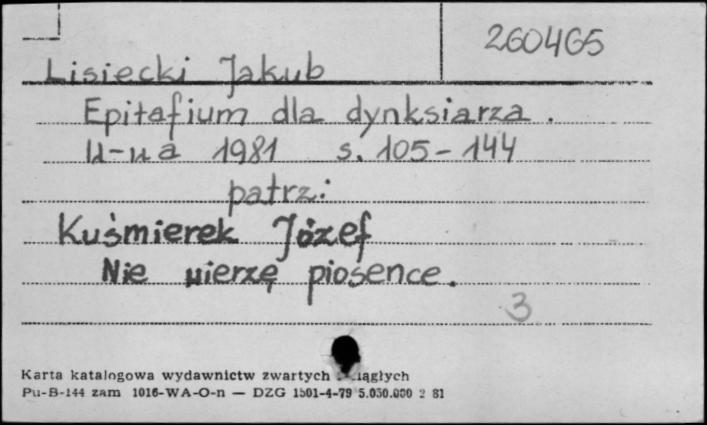 260465
Lisiecki Jakub
Epitafium dla dynksiarza.
W-wa 1981 s. 105-144
patrz:
Kuśmierek Józef
Nie wierzę piosence.
3
Karta katalogowa wydawnictw zwartych ciągłych
Pu-B-144 zam 1016-WA-O-n — DZG 1501-4-79 5.050.000 2 81